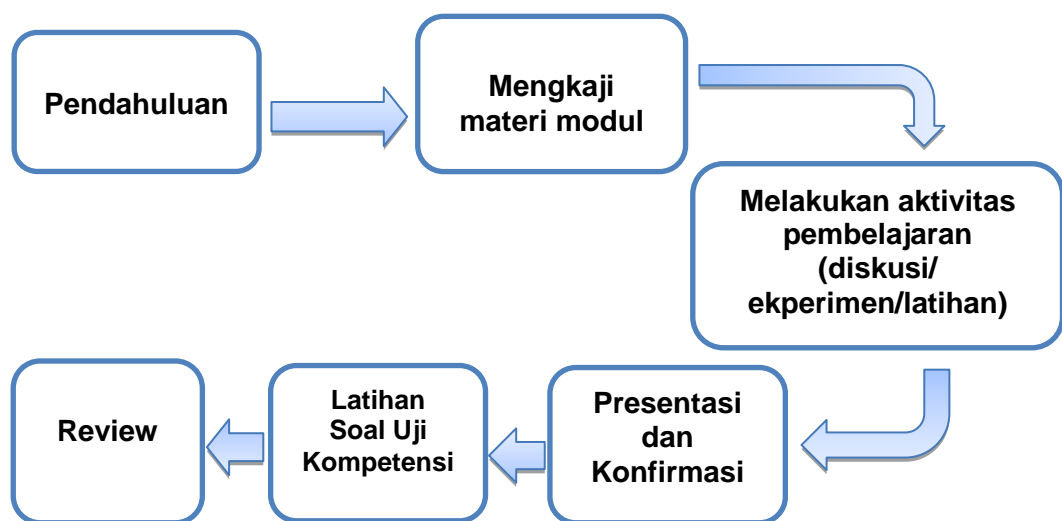 Pendahuluan
Mengkaji
materi modul
Melakukan aktivitas
pembelajaran
(diskusi/
ekperimen/latihan)
Presentasi
dan
Konfirmasi
Latihan
Soal Uji
Kompetensi
Review